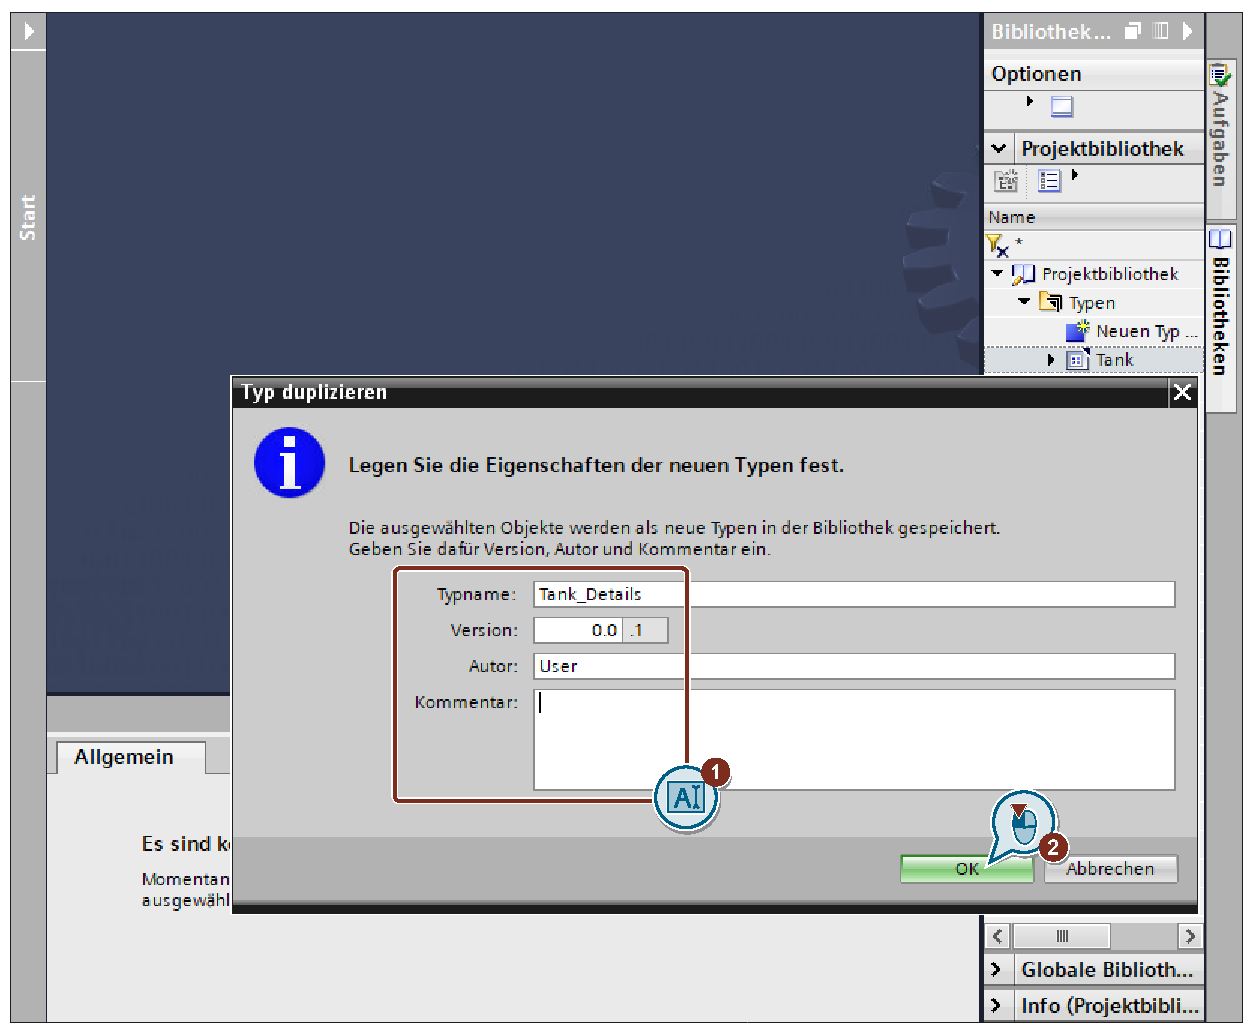 Bibliothek...
Optionen
Projektbibliothek
Name
*
Projektbibliothek
Typen
Neuen Typ ...
Tank
Aufgaben
Bibliotheken
Start
Typ duplizieren
Legen Sie die Eigenschaften der neuen Typen fest.
Die ausgewählten Objekte werden als neue Typen in der Bibliothek gespeichert.
Geben Sie dafür Version, Autor und Kommentar ein.
Typname: Tank_Details
Version: 0.0 .1
Autor: User
Kommentar:
1
A
2
OK
Abbrechen
Allgemein
Es sind k
Momentan
ausgewähl
Globale Biblioth...
Info (Projektbibli...